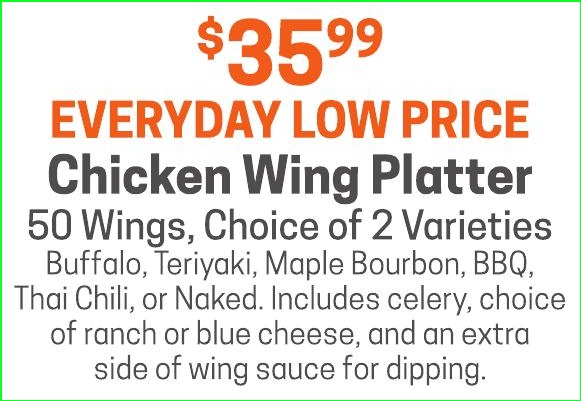 $35.99
EVERYDAY LOW PRICE
Chicken Wing Platter
50 Wings, Choice of 2 Varieties
Buffalo, Teriyaki, Maple Bourbon, BBQ,
Thai Chili, or Naked. Includes celery, choice
of ranch or blue cheese, and an extra
side of wing sauce for dipping.